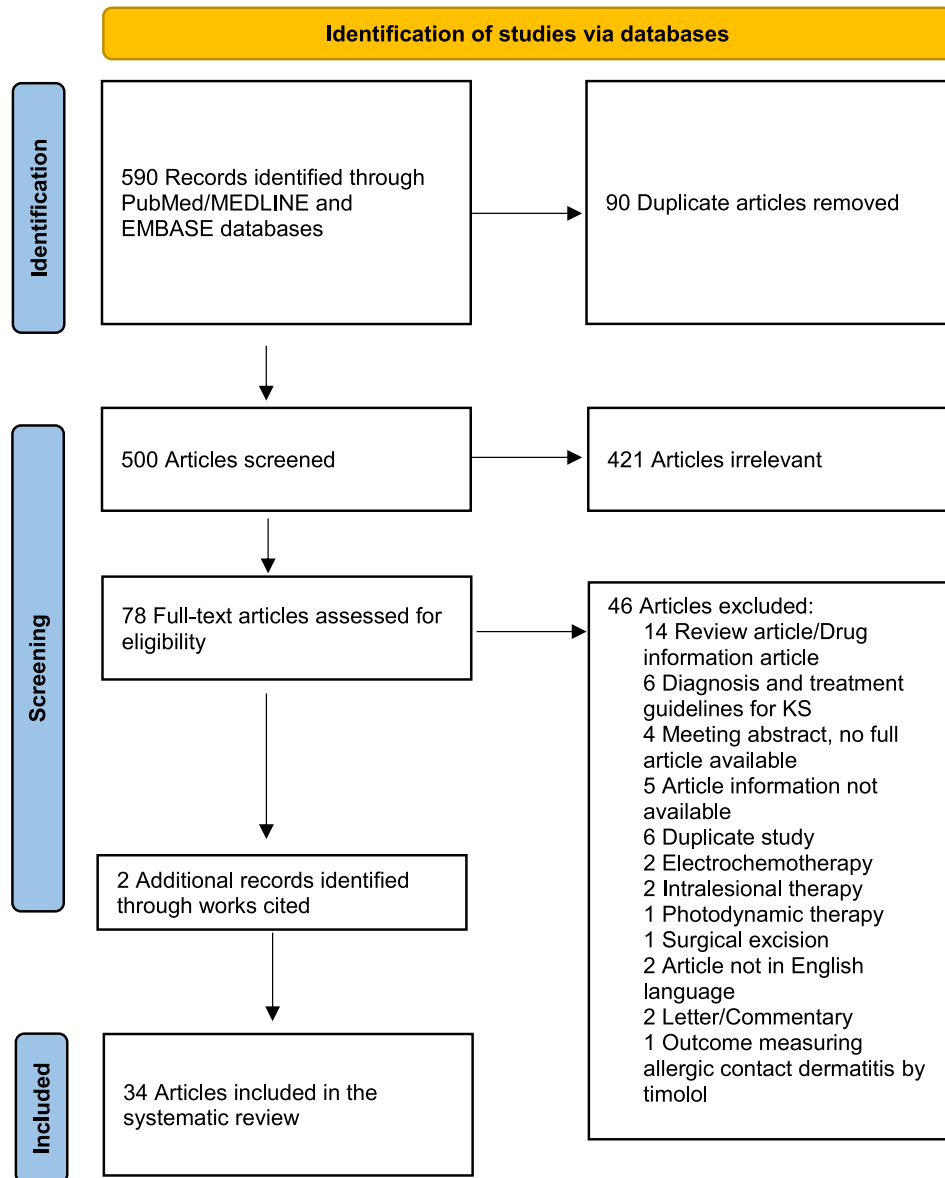 Identification of studies via databases
Identification
590 Records identified through
PubMed/MEDLINE and
EMBASE databases
90 Duplicate articles removed
Screening
500 Articles screened
421 Articles irrelevant
78 Full-text articles assessed for
eligibility
46 Articles excluded:
14 Review article/Drug
information article
6 Diagnosis and treatment
guidelines for KS
4 Meeting abstract, no full
article available
5 Article information not
available
6 Duplicate study
2 Electrochemotherapy
2 Intralesional therapy
1 Photodynamic therapy
1 Surgical excision
2 Article not in English
language
2 Letter/Commentary
1 Outcome measuring
allergic contact dermatitis by
timolol
2 Additional records identified
through works cited
Included
34 Articles included in the
systematic review